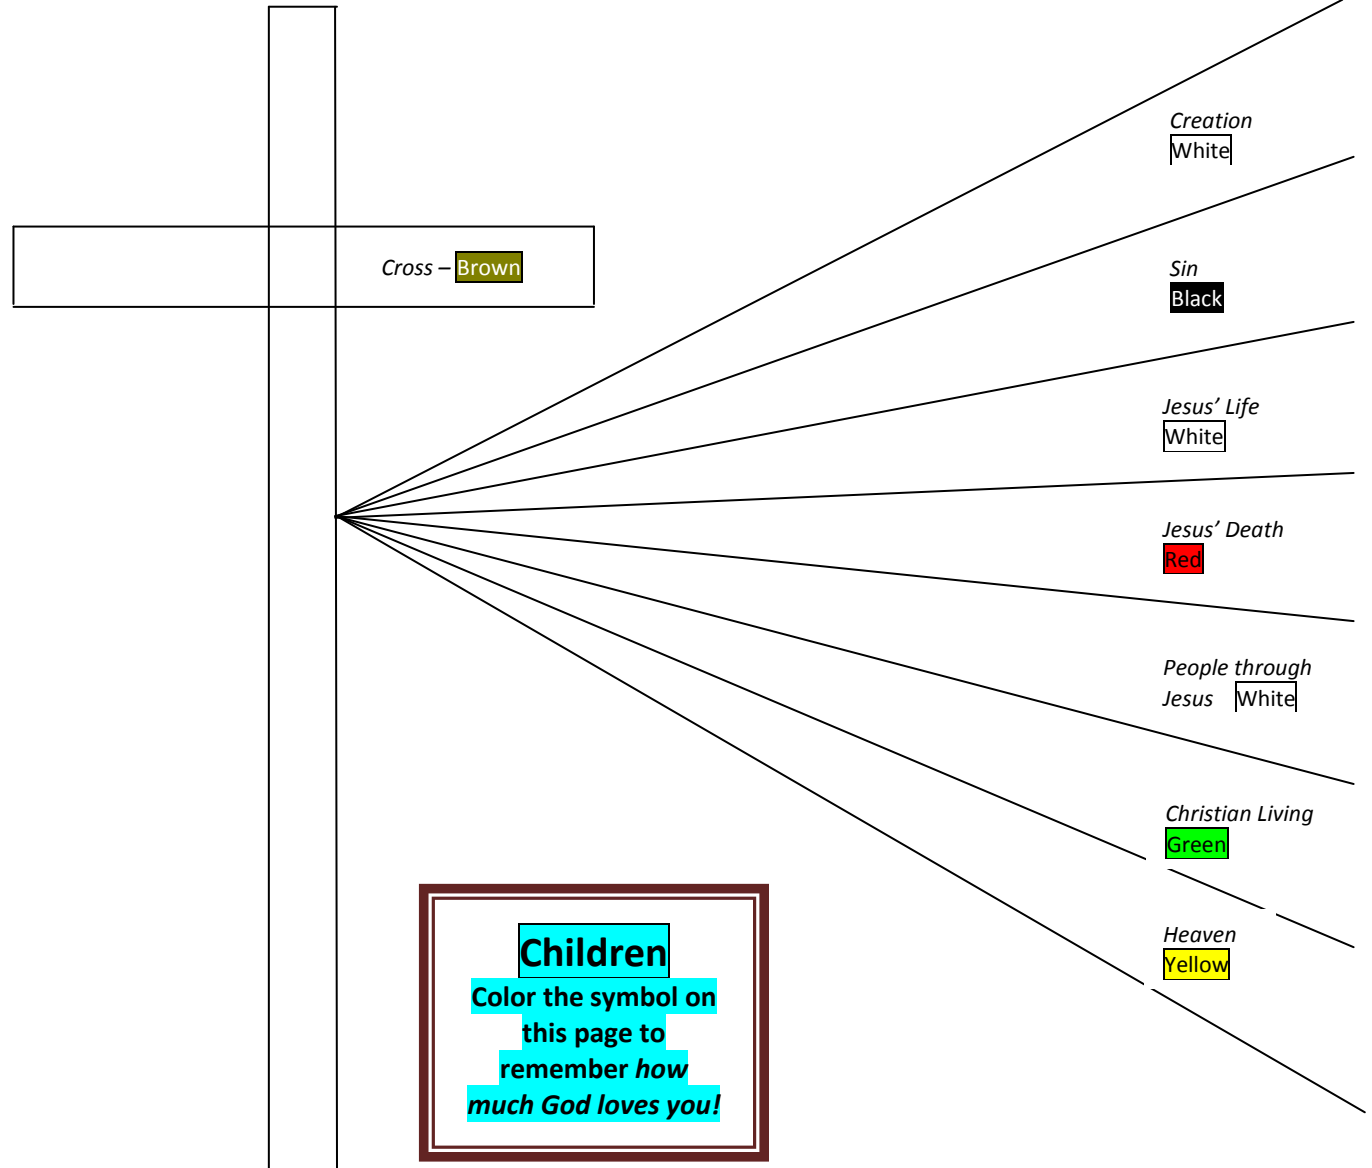 Creation
White
Cross – Brown
Sin
Black
Jesus’ Life
White
Jesus’ Death
Red
People through
Jesus White
Christian Living
Green
Heaven
Yellow
Children
Color the symbol on
this page to
remember how
much God loves you!